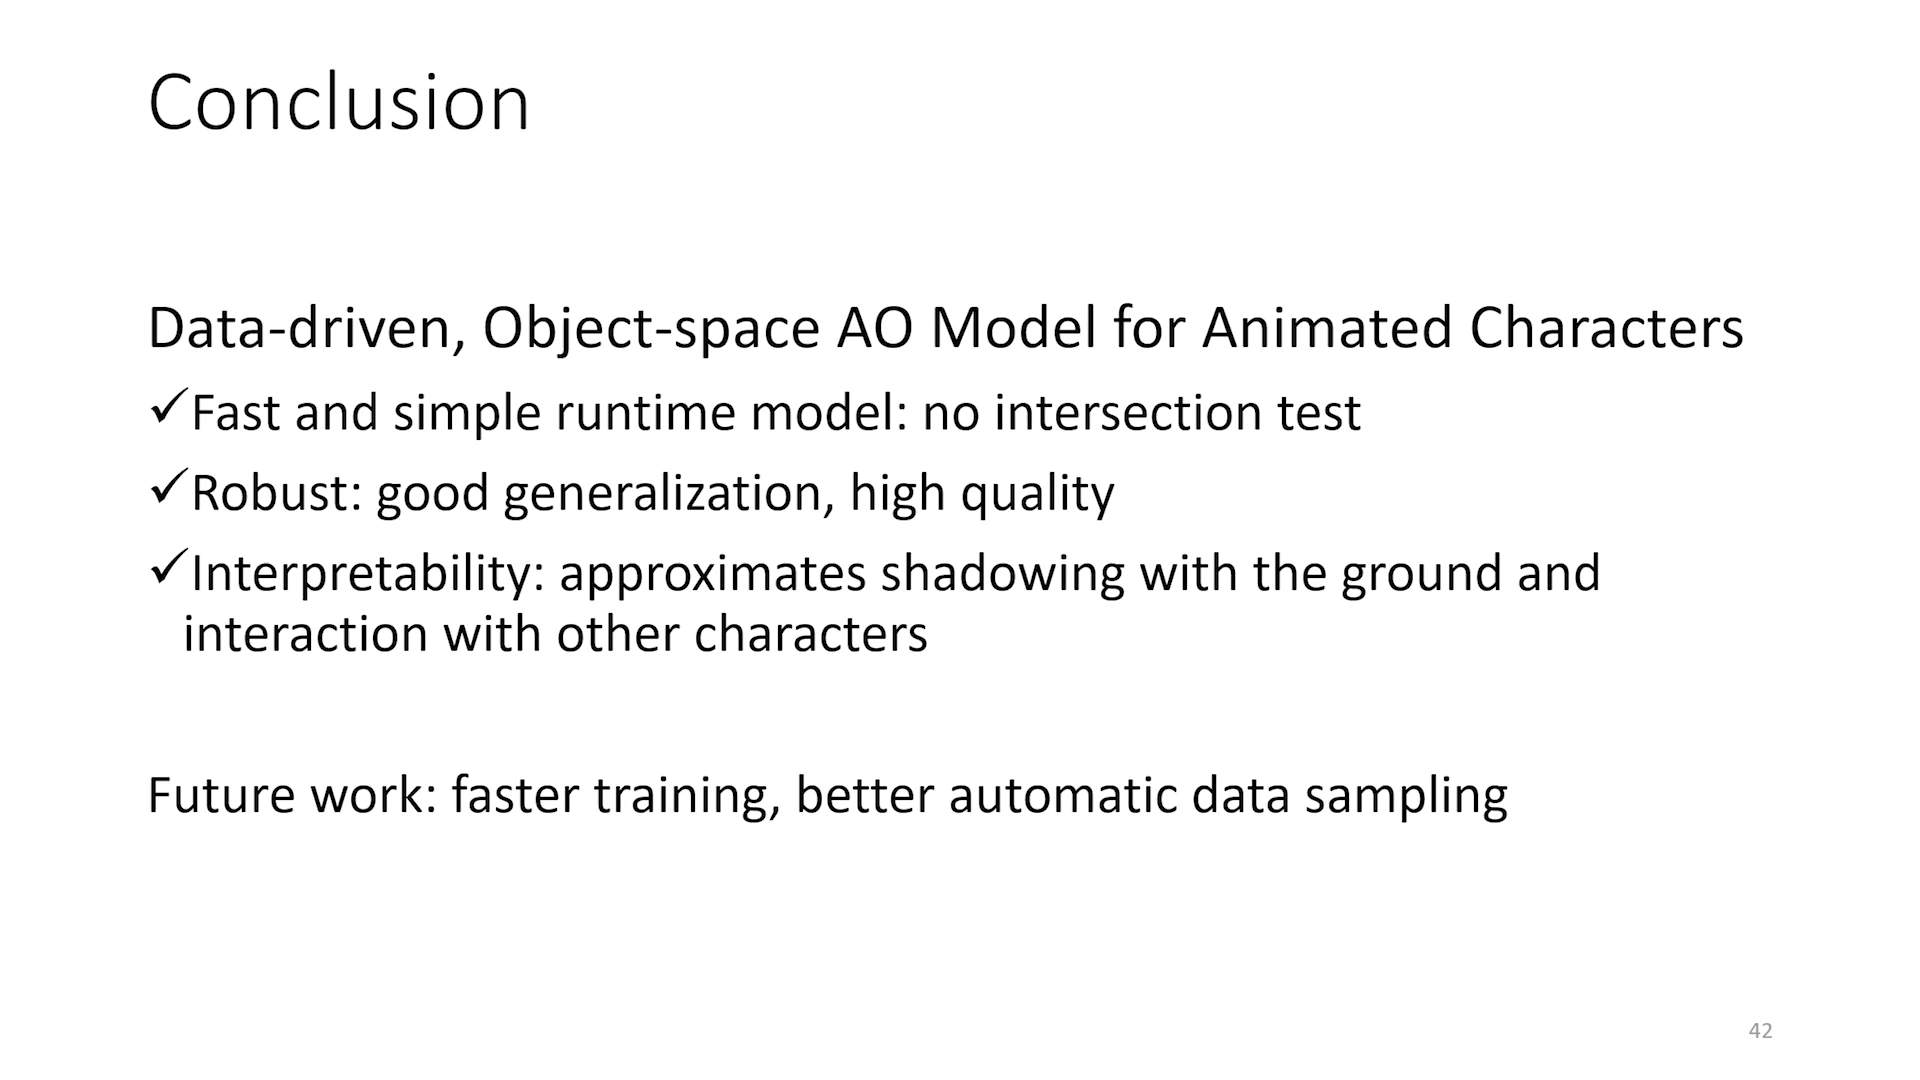 Conclusion
Data-driven, Object-space AO Model for Animated Characters
✓Fast and simple runtime model: no intersection test
✓Robust: good generalization, high quality
✓Interpretability: approximates shadowing with the ground and
interaction with other characters
Future work: faster training, better automatic data sampling
42